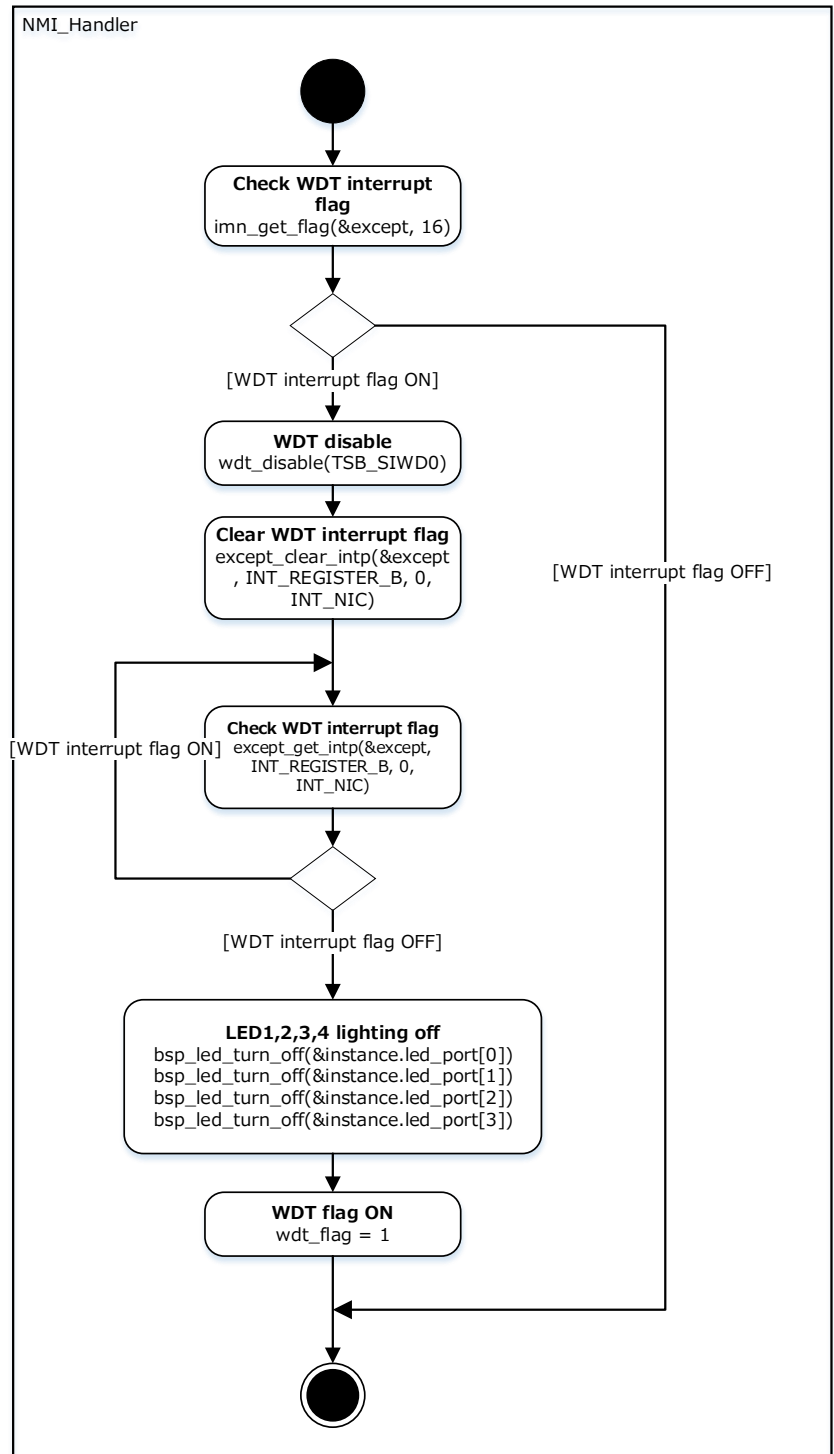 NMI_Handler
Check WDT interrupt
flag
imn_get_flag(&except, 16)
[WDT interrupt flag ON]
WDT disable
wdt_disable(TSB_SIWD0)
Clear WDT interrupt flag
except_clear_intp(&except
, INT_REGISTER_B, 0,
INT_NIC)
[WDT interrupt flag OFF]
Check WDT interrupt flag
except_get_intp(&except,
INT_REGISTER_B, 0,
INT_NIC)
[WDT interrupt flag ON]
[WDT interrupt flag OFF]
LED1,2,3,4 lighting off
bsp_led_turn_off(&instance.led_port[0])
bsp_led_turn_off(&instance.led_port[1])
bsp_led_turn_off(&instance.led_port[2])
bsp_led_turn_off(&instance.led_port[3])
WDT flag ON
wdt_flag = 1